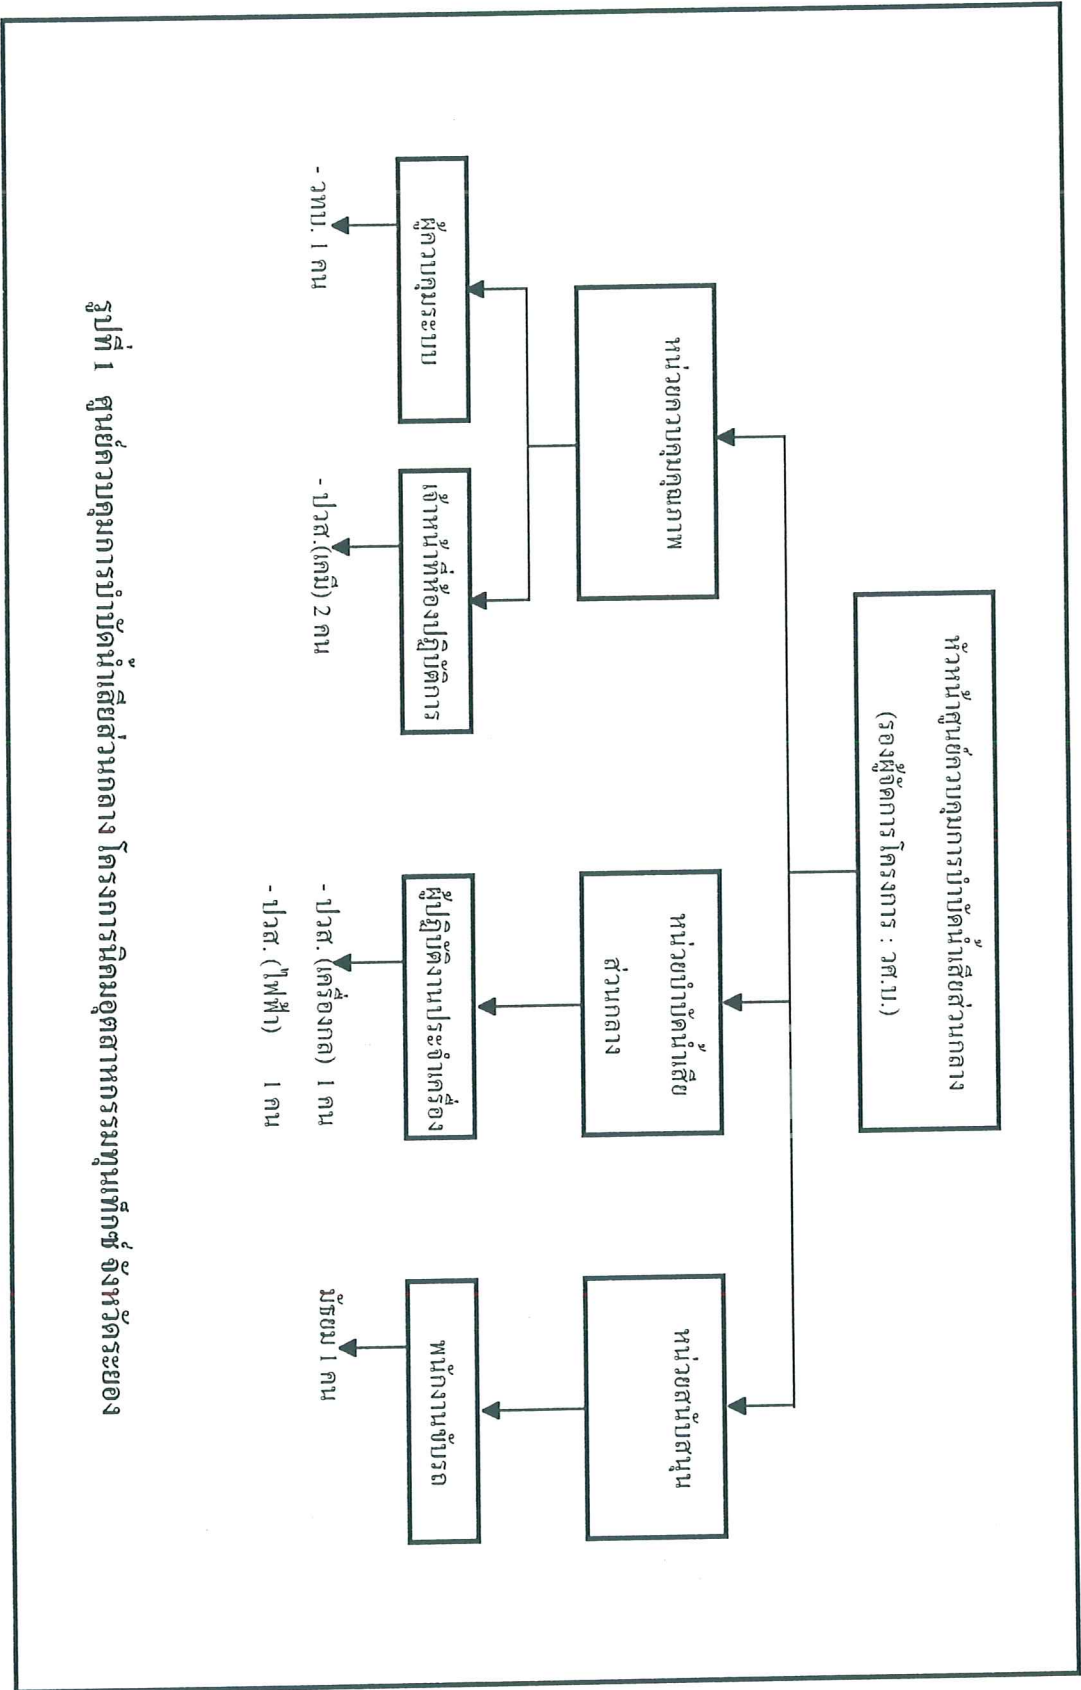 หัวหน้าศูนย์ควบคุมการบำบัดน้ำเสียส่วนกลาง
(รองผู้จัดการโครงการ : วศ.บ.)
หน่วยควบคุมคุณภาพ
หน่วยบำบัดน้ำเสีย
ส่วนกลาง
หน่วยสนับสนุน
ผู้ควบคุมระบบ
เจ้าหน้าที่ห้องปฏิบัติการ
ผู้ปฏิบัติงานประจำเครื่อง
พนักงานขับรถ
- วทบ. 1 คน
- ปวส.(เคมี) 2 คน
- ปวส. (เครื่องกล) 1 คน
- ปวส. (ไฟฟ้า) 1 คน
มัธยม 1 คน
รูปที่ 1 ศูนย์ควบคุมการบำบัดน้ำเสียส่วนกลาง โครงการนิคมอุตสาหกรรมทุนเท็กซ์ จังหวัดระยอง